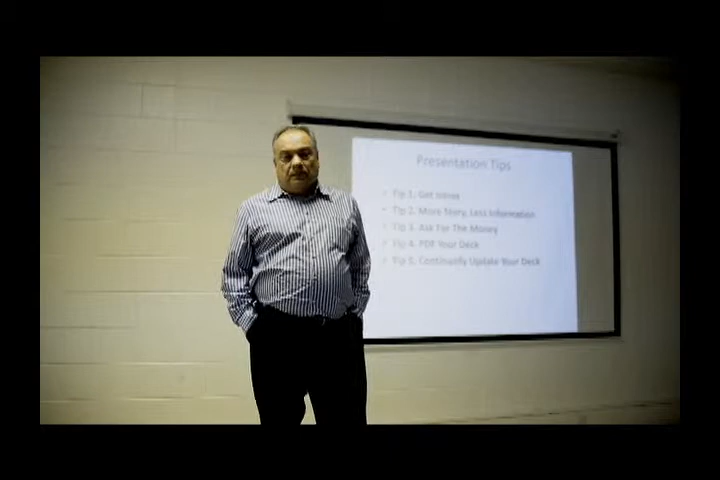 Presentation Tips
Tip 1. Get Intros
Tip 2. More Story, Less Information
Tip 3. Ask For The Money
Tip 4. PDF Your Deck
Tip 5. Continually Update Your Deck